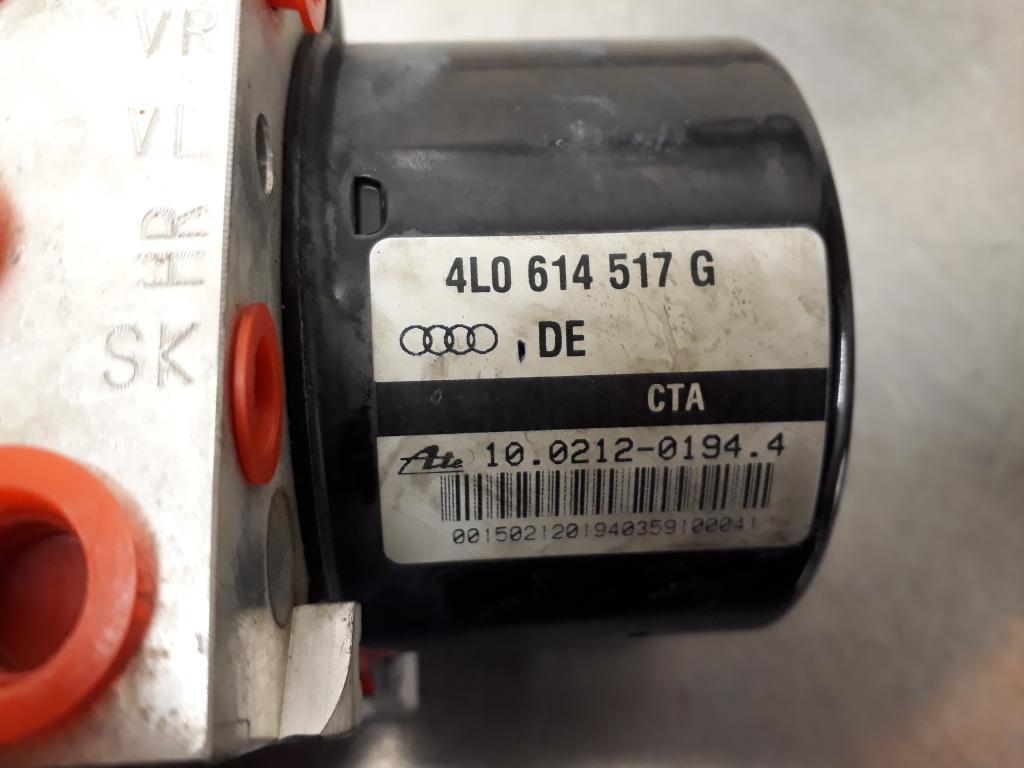 VR
VL
HR
SK
4L0 614 517 G
, DE
CTA
Ate 10.0212-0194.4
0015021201940359100041